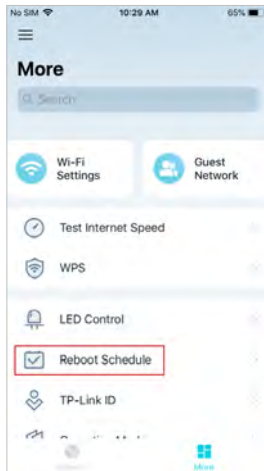 No SIM 10:29 AM 65%
More
Search
Wi-Fi
Settings
Guest
Network
Test Internet Speed
WPS
LED Control
Reboot Schedule
TP-Link ID
More